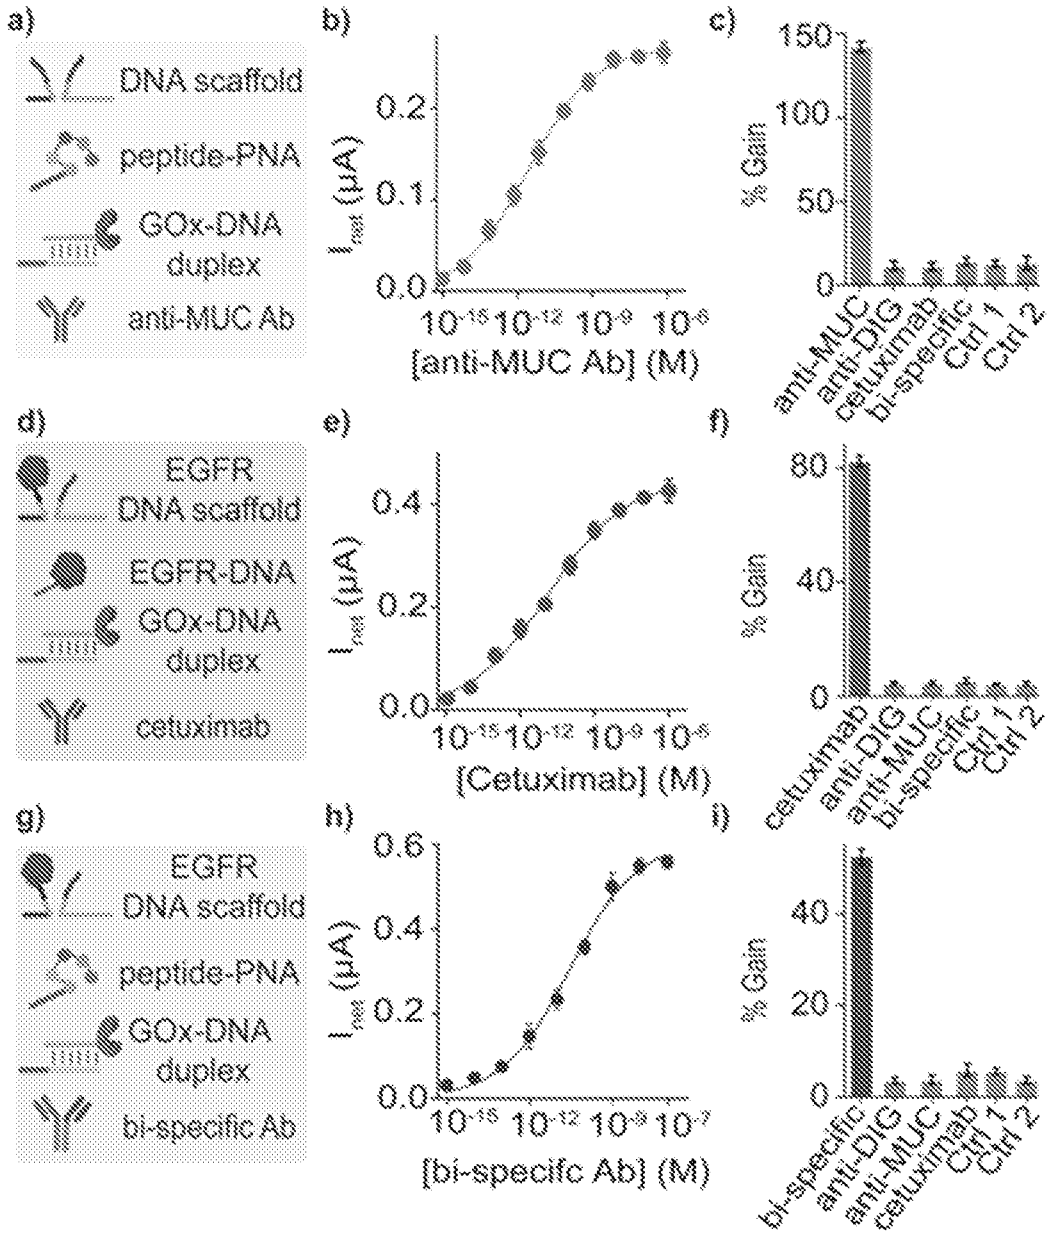 a)
DNA scaffold
peptide-PNA
GOx-DNA
duplex
anti-MUC Ab
b)
0.2
0.1
0.0
Inet (µA)
10-15
10-12
10-9
10-6
[anti-MUC Ab] (M)
c)
150
100
50
0
% Gain
anti-MUC
anti-DIG
cetuximab
bi-specific
Ctrl 1
Ctrl 2
d)
EGFR
DNA scaffold
EGFR-DNA
GOx-DNA
duplex
cetuximab
e)
0.4
0.2
0.0
Inet (µA)
10-15
10-12
10-9
10-6
[Cetuximab] (M)
f)
80
40
0
% Gain
cetuximab
anti-DIG
anti-MUC
bi-specific
Ctrl 1
Ctrl 2
g)
EGFR
DNA scaffold
peptide-PNA
GOx-DNA
duplex
bi-specific Ab
h)
0.6
0.4
0.2
0.0
Inet (µA)
10-15
10-12
10-9
10-7
[bi-specifc Ab] (M)
i)
40
20
0
% Gain
bi-specific
anti-DIG
anti-MUC
cetuximab
Ctrl 1
Ctrl 2